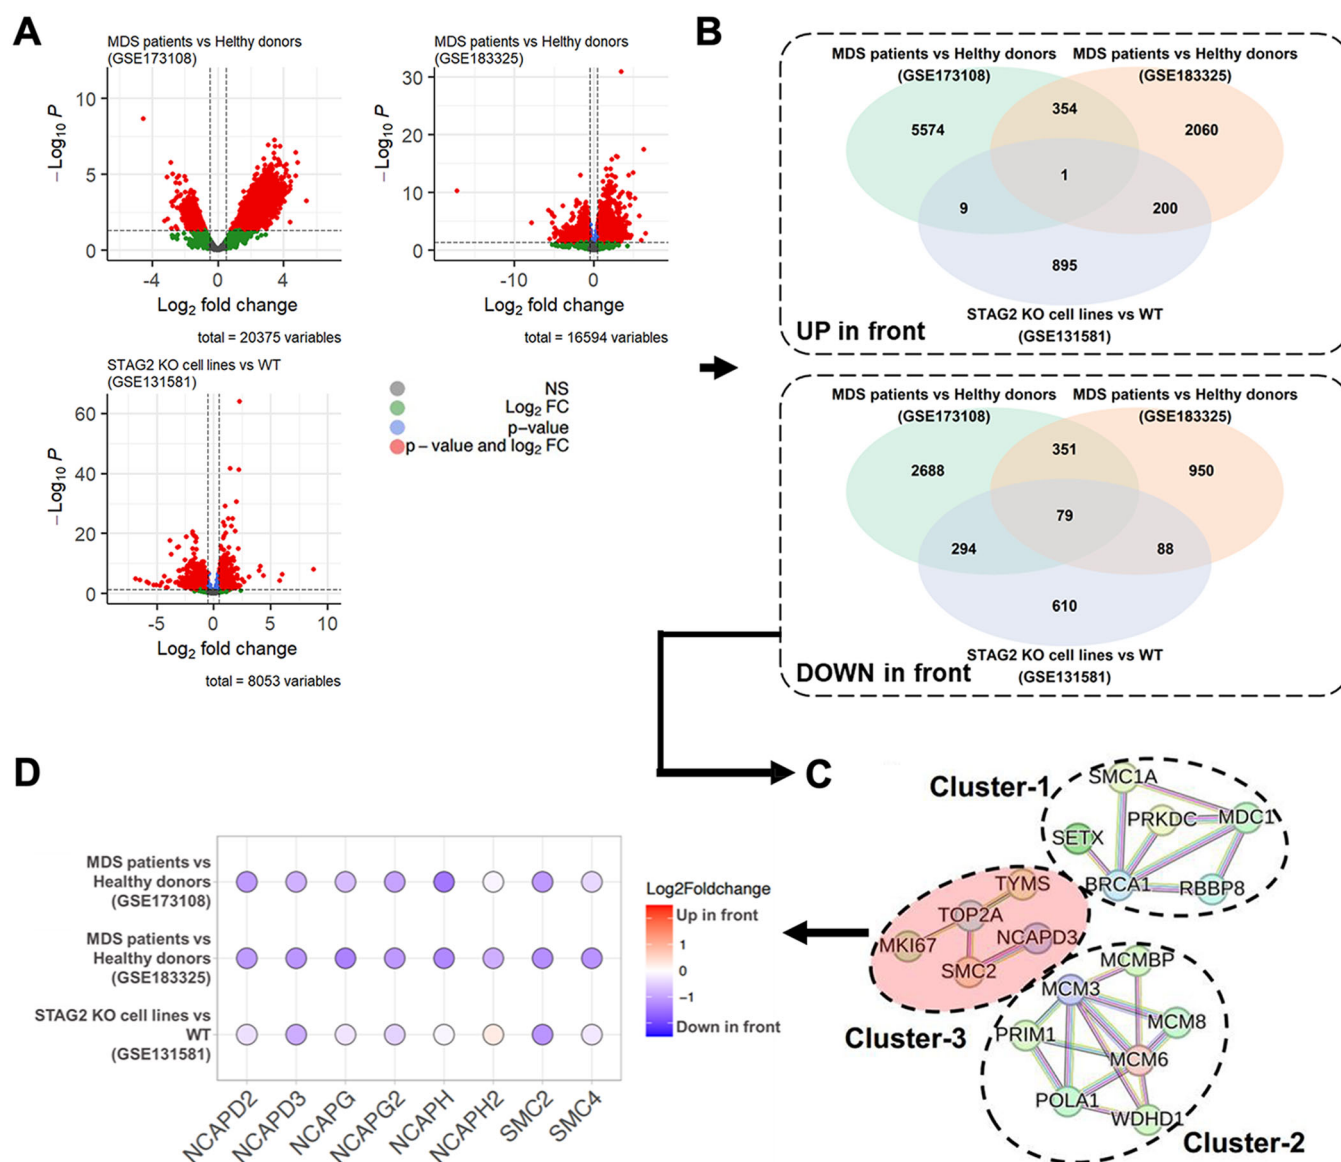 A
MDS patients vs Helthy donors
(GSE173108)
10
5
0
−Log10 P
-4
0
4
Log2 fold change
total = 20375 variables
MDS patients vs Helthy donors
(GSE183325)
30
20
10
0
−Log10 P
-10
0
Log2 fold change
total = 16594 variables
STAG2 KO cell lines vs WT
(GSE131581)
60
40
20
0
−Log10 P
-5
0
5
10
Log2 fold change
total = 8053 variables
NS
Log2 FC
p−value
p − value and log2 FC
B
MDS patients vs Helthy donors
(GSE173108)
MDS patients vs Helthy donors
(GSE183325)
354
5574
2060
1
9
200
895
STAG2 KO cell lines vs WT
(GSE131581)
UP in front
MDS patients vs Helthy donors
(GSE173108)
MDS patients vs Helthy donors
(GSE183325)
351
2688
950
79
294
88
610
STAG2 KO cell lines vs WT
(GSE131581)
DOWN in front
C
Cluster-1
SMC1A
PRKDC
MDC1
SETX
BRCA1
RBBP8
TYMS
TOP2A
MKI67
NCAPD3
SMC2
Cluster-3
MCMBP
MCM3
MCM8
PRIM1
MCM6
POLA1
WDHD1
Cluster-2
D
MDS patients vs
Healthy donors
(GSE173108)
MDS patients vs
Healthy donors
(GSE183325)
STAG2 KO cell lines vs
WT
(GSE131581)
NCAPD2
NCAPD3
NCAPG
NCAPG2
NCAPH
NCAPH2
SMC2
SMC4
Log2Foldchange
Up in front
1
0
−1
Down in front